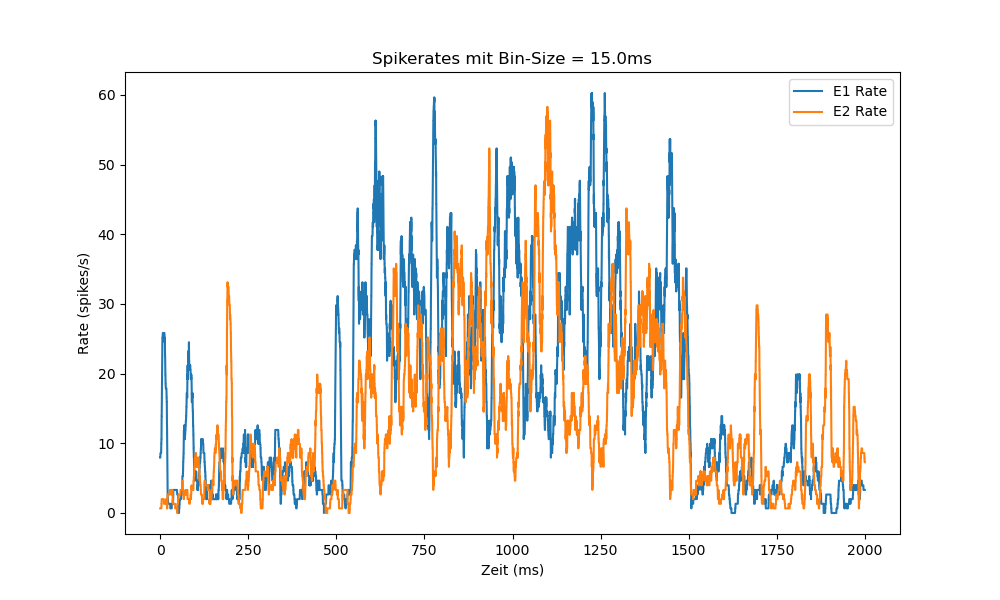 Spikerates mit Bin-Size = 15.0ms
E1 Rate
E2 Rate
Rate (spikes/s)
60
50
40
30
20
10
0
0 250 500 750 1000 1250 1500 1750 2000
Zeit (ms)